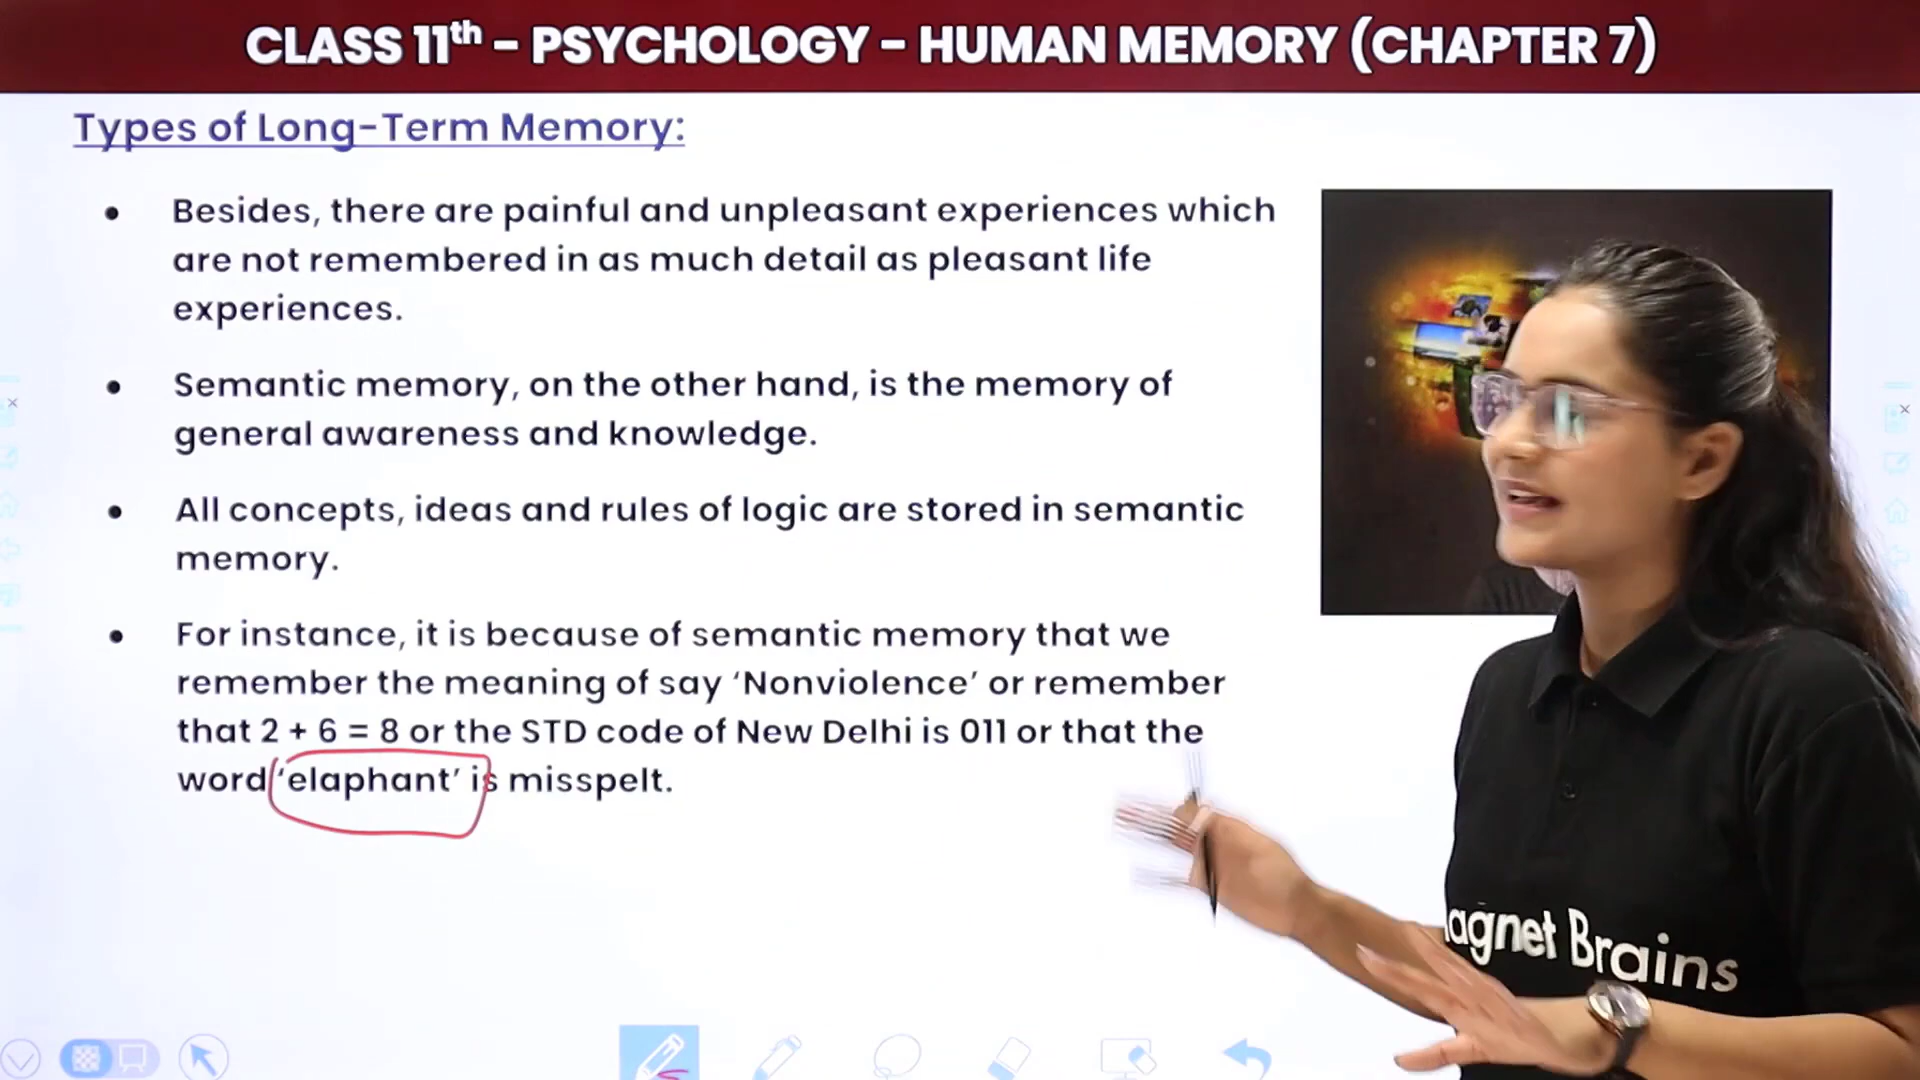 CLASS 11th - PSYCHOLOGY - HUMAN MEMORY (CHAPTER 7)
Types of Long-Term Memory:
• Besides, there are painful and unpleasant experiences which
are not remembered in as much detail as pleasant life
experiences.
• Semantic memory, on the other hand, is the memory of
general awareness and knowledge.
• All concepts, ideas and rules of logic are stored in semantic
memory.
• For instance, it is because of semantic memory that we
remember the meaning of say ‘Nonviolence’ or remember
that 2 + 6 = 8 or the STD code of New Delhi is 011 or that the
word ‘elaphant’ is misspelt.
agnet Brains